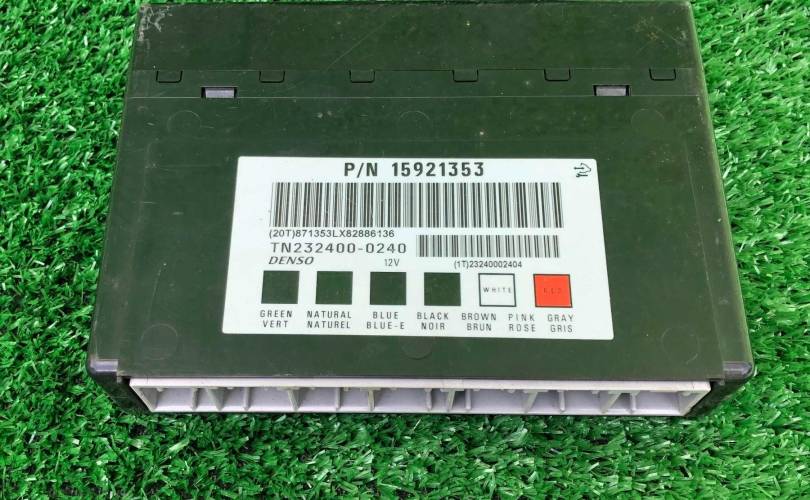 P/N 15921353
(20T)871353LX82886136
TN232400-0240
DENSO 12V (1T)23240002404
WHITE RED
GREEN NATURAL BLUE BLACK BROWN PINK GRAY
VERT NATUREL BLUE-E NOIR BRUN ROSE GRIS